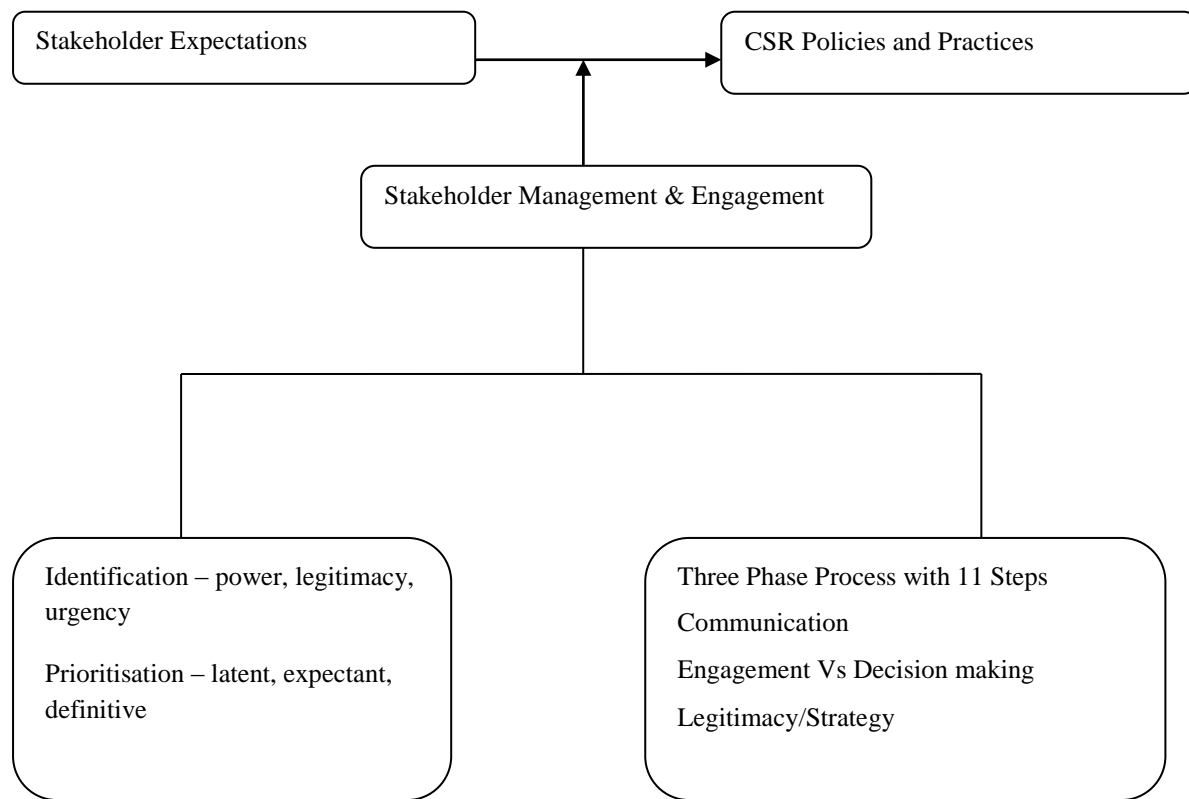 Stakeholder Expectations
CSR Policies and Practices
Stakeholder Management & Engagement
Identification – power, legitimacy,
urgency
Prioritisation – latent, expectant,
definitive
Three Phase Process with 11 Steps
Communication
Engagement Vs Decision making
Legitimacy/Strategy